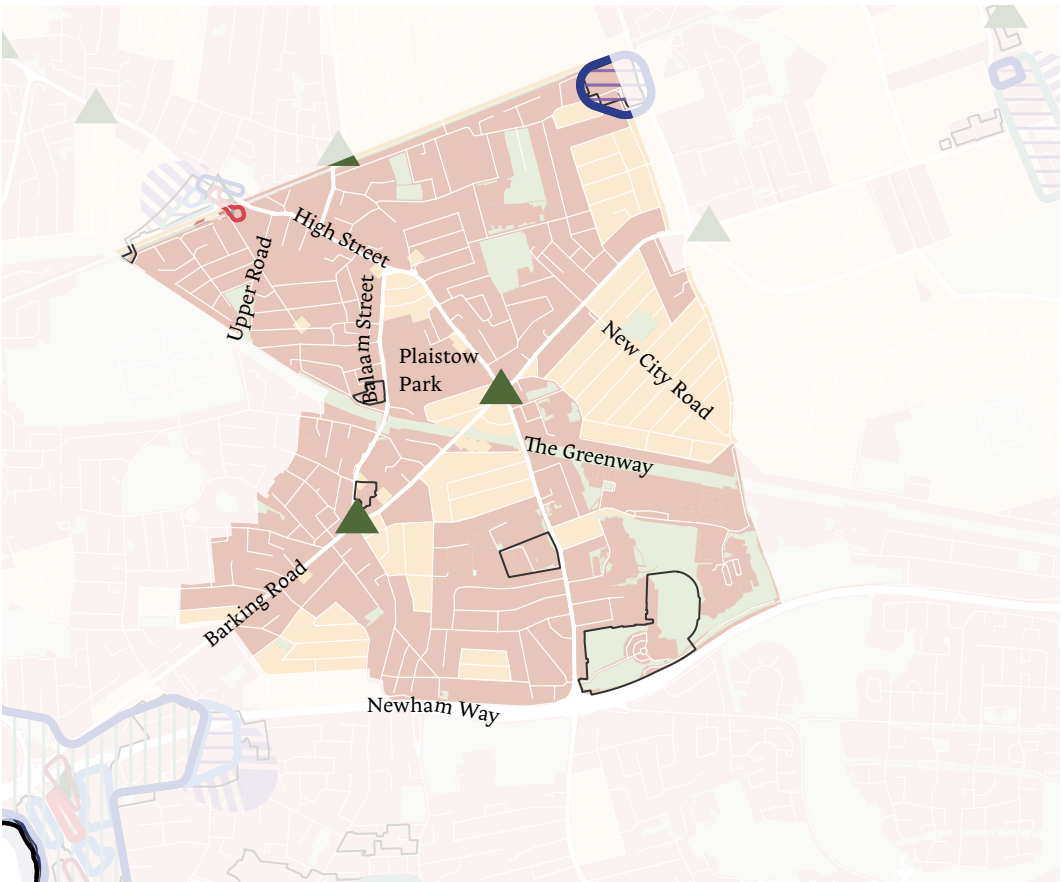 High Street
Upper Road
Balaam Street
Plaistow
Park
New City Road
The Greenway
Barking Road
Newham Way